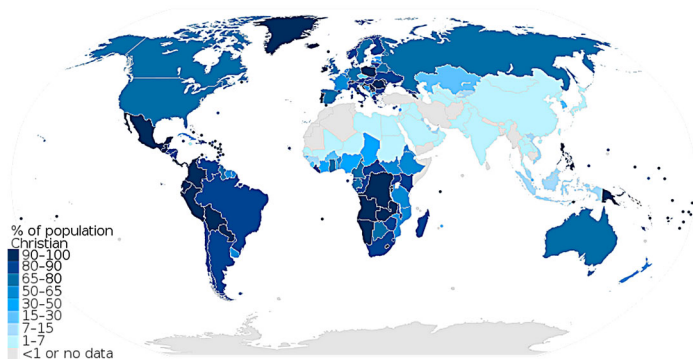 % of population
Christian
90–100
80–90
65–80
50–65
30–50
15–30
7–15
1–7
<1 or no data